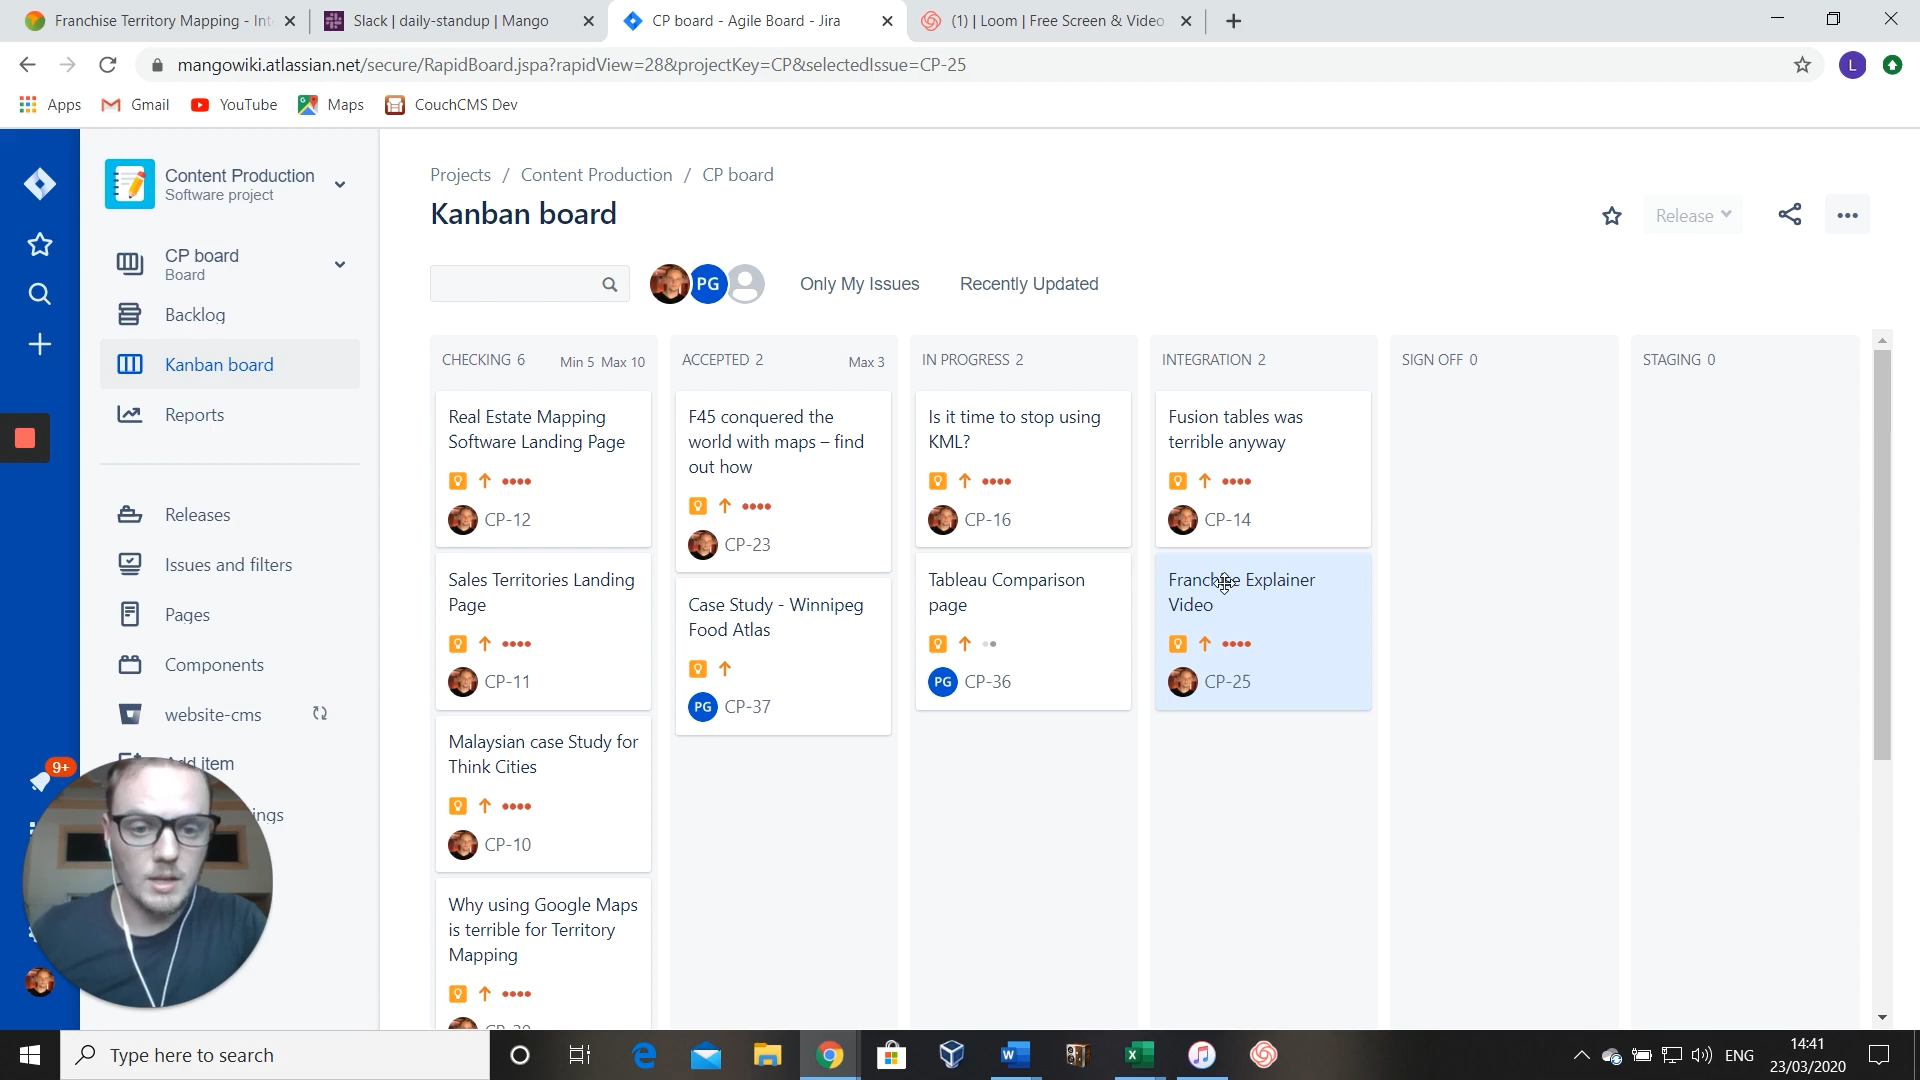 Franchise Territory Mapping - Int
Slack | daily-standup | Mango
CP board - Agile Board - Jira
(1) | Loom | Free Screen & Video
mangowiki.atlassian.net/secure/RapidBoard.jspa?rapidView=28&projectKey=CP&selectedIssue=CP-25
L
Apps
Gmail
YouTube
Maps
CouchCMS Dev
Content Production
Software project
CP board
Board
Backlog
Kanban board
Reports
Releases
Issues and filters
Pages
Components
website-cms
Add item
ings
9+
Projects / Content Production / CP board
Kanban board
Release
PG
Only My Issues
Recently Updated
CHECKING 6 Min 5 Max 10
Real Estate Mapping
Software Landing Page
CP-12
Sales Territories Landing
Page
CP-11
Malaysian case Study for
Think Cities
CP-10
Why using Google Maps
is terrible for Territory
Mapping
ACCEPTED 2 Max 3
F45 conquered the
world with maps – find
out how
CP-23
Case Study - Winnipeg
Food Atlas
PG CP-37
IN PROGRESS 2
Is it time to stop using
KML?
CP-16
Tableau Comparison
page
PG CP-36
INTEGRATION 2
Fusion tables was
terrible anyway
CP-14
Franchise Explainer
Video
CP-25
SIGN OFF 0
STAGING 0
Type here to search
ENG
14:41
23/03/2020